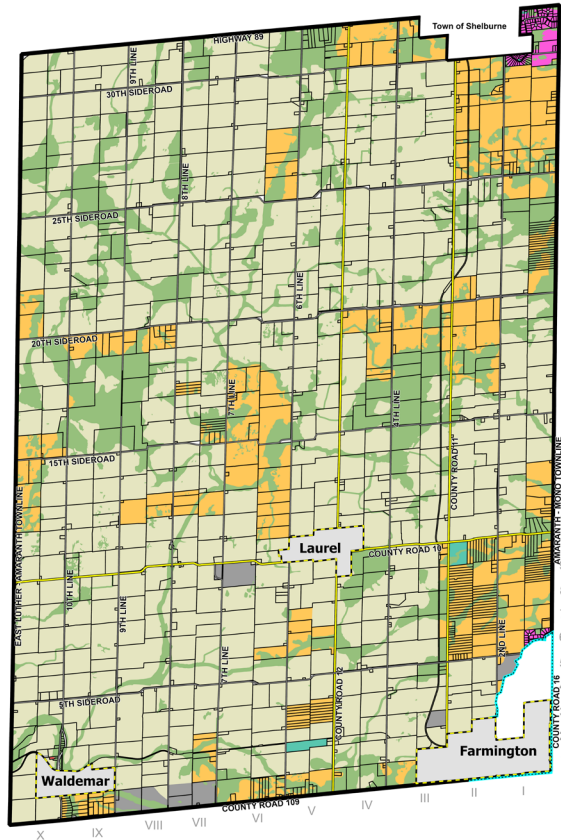 Town of Shelburne
HIGHWAY 89
9TH LINE
30TH SIDEROAD
8TH LINE
25TH SIDEROAD
6TH LINE
20TH SIDEROAD
7TH LINE
4TH LINE
COUNTY ROAD 11
15TH SIDEROAD
EAST LUTHER - AMARANTH TOWNLINE
AMARANTH - MONO TOWNLINE
Laurel
COUNTY ROAD 10
10TH LINE
9TH LINE
7TH LINE
2ND LINE
COUNTY ROAD 12
5TH SIDEROAD
COUNTY ROAD 16
Farmington
Waldemar
COUNTY ROAD 109
X IX VIII VII VI V IV III II I